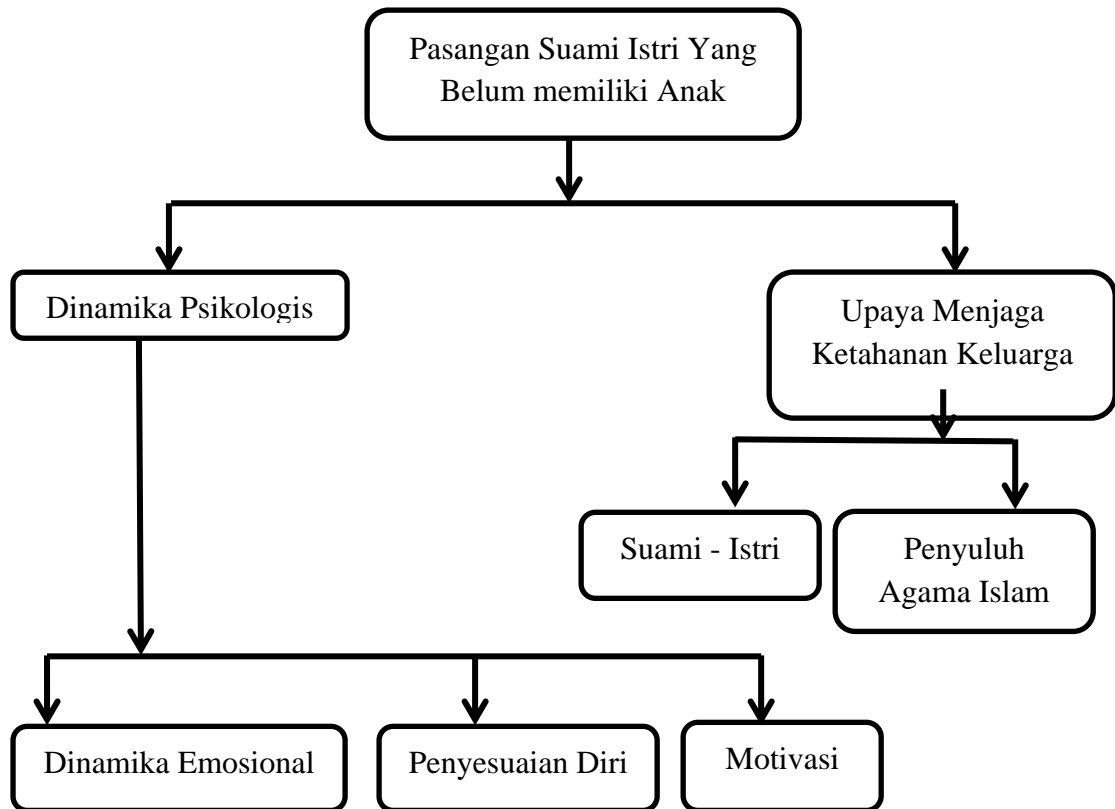 Pasangan Suami Istri Yang
Belum memiliki Anak
Dinamika Psikologis
Upaya Menjaga
Ketahanan Keluarga
Suami - Istri
Penyuluh
Agama Islam
Dinamika Emosional
Penyesuaian Diri
Motivasi